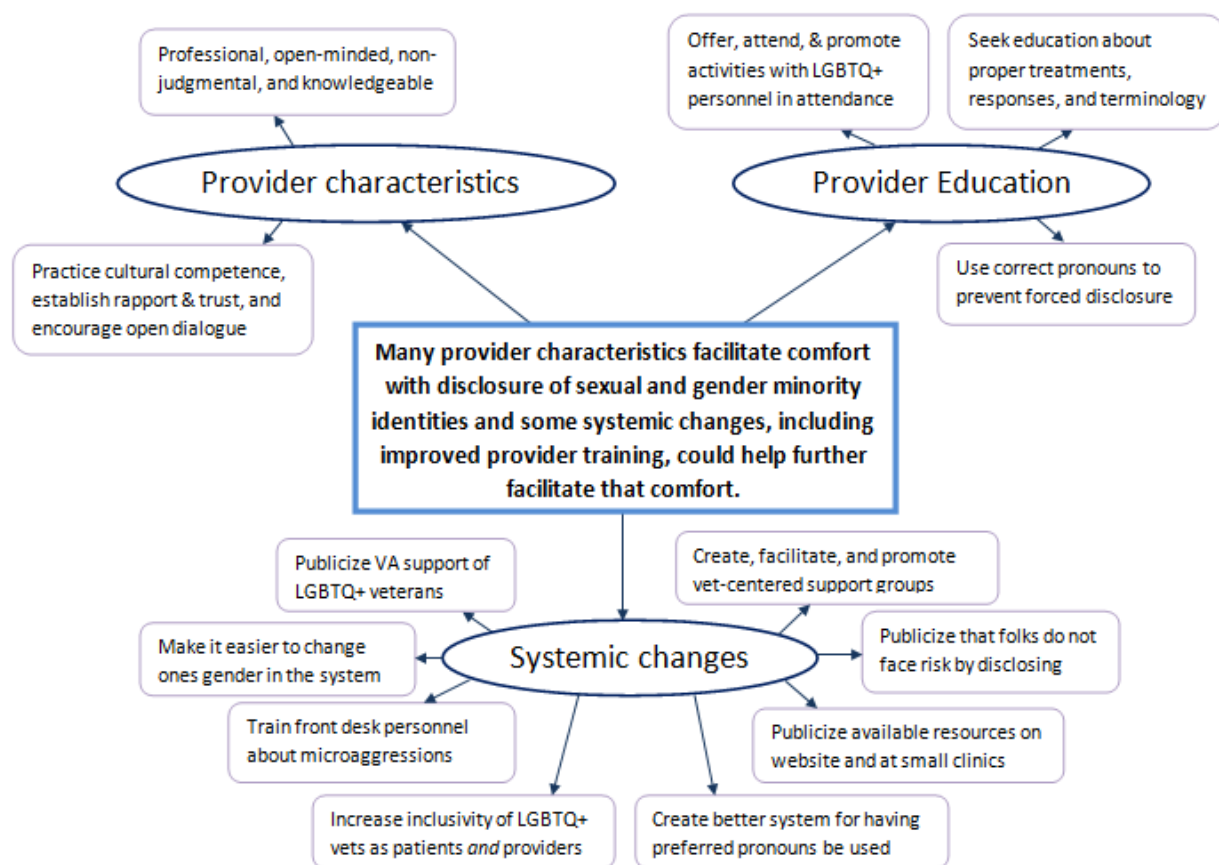 Professional, open-minded, non-
judgmental, and knowledgeable
Offer, attend, & promote
activities with LGBTQ+
personnel in attendance
Seek education about
proper treatments,
responses, and terminology
Provider characteristics
Provider Education
Practice cultural competence,
establish rapport & trust, and
encourage open dialogue
Use correct pronouns to
prevent forced disclosure
Many provider characteristics facilitate comfort
with disclosure of sexual and gender minority
identities and some systemic changes, including
improved provider training, could help further
facilitate that comfort.
Publicize VA support of
LGBTQ+ veterans
Create, facilitate, and promote
vet-centered support groups
Make it easier to change
ones gender in the system
Systemic changes
Publicize that folks do not
face risk by disclosing
Train front desk personnel
about microaggressions
Publicize available resources on
website and at small clinics
Increase inclusivity of LGBTQ+
vets as patients and providers
Create better system for having
preferred pronouns be used